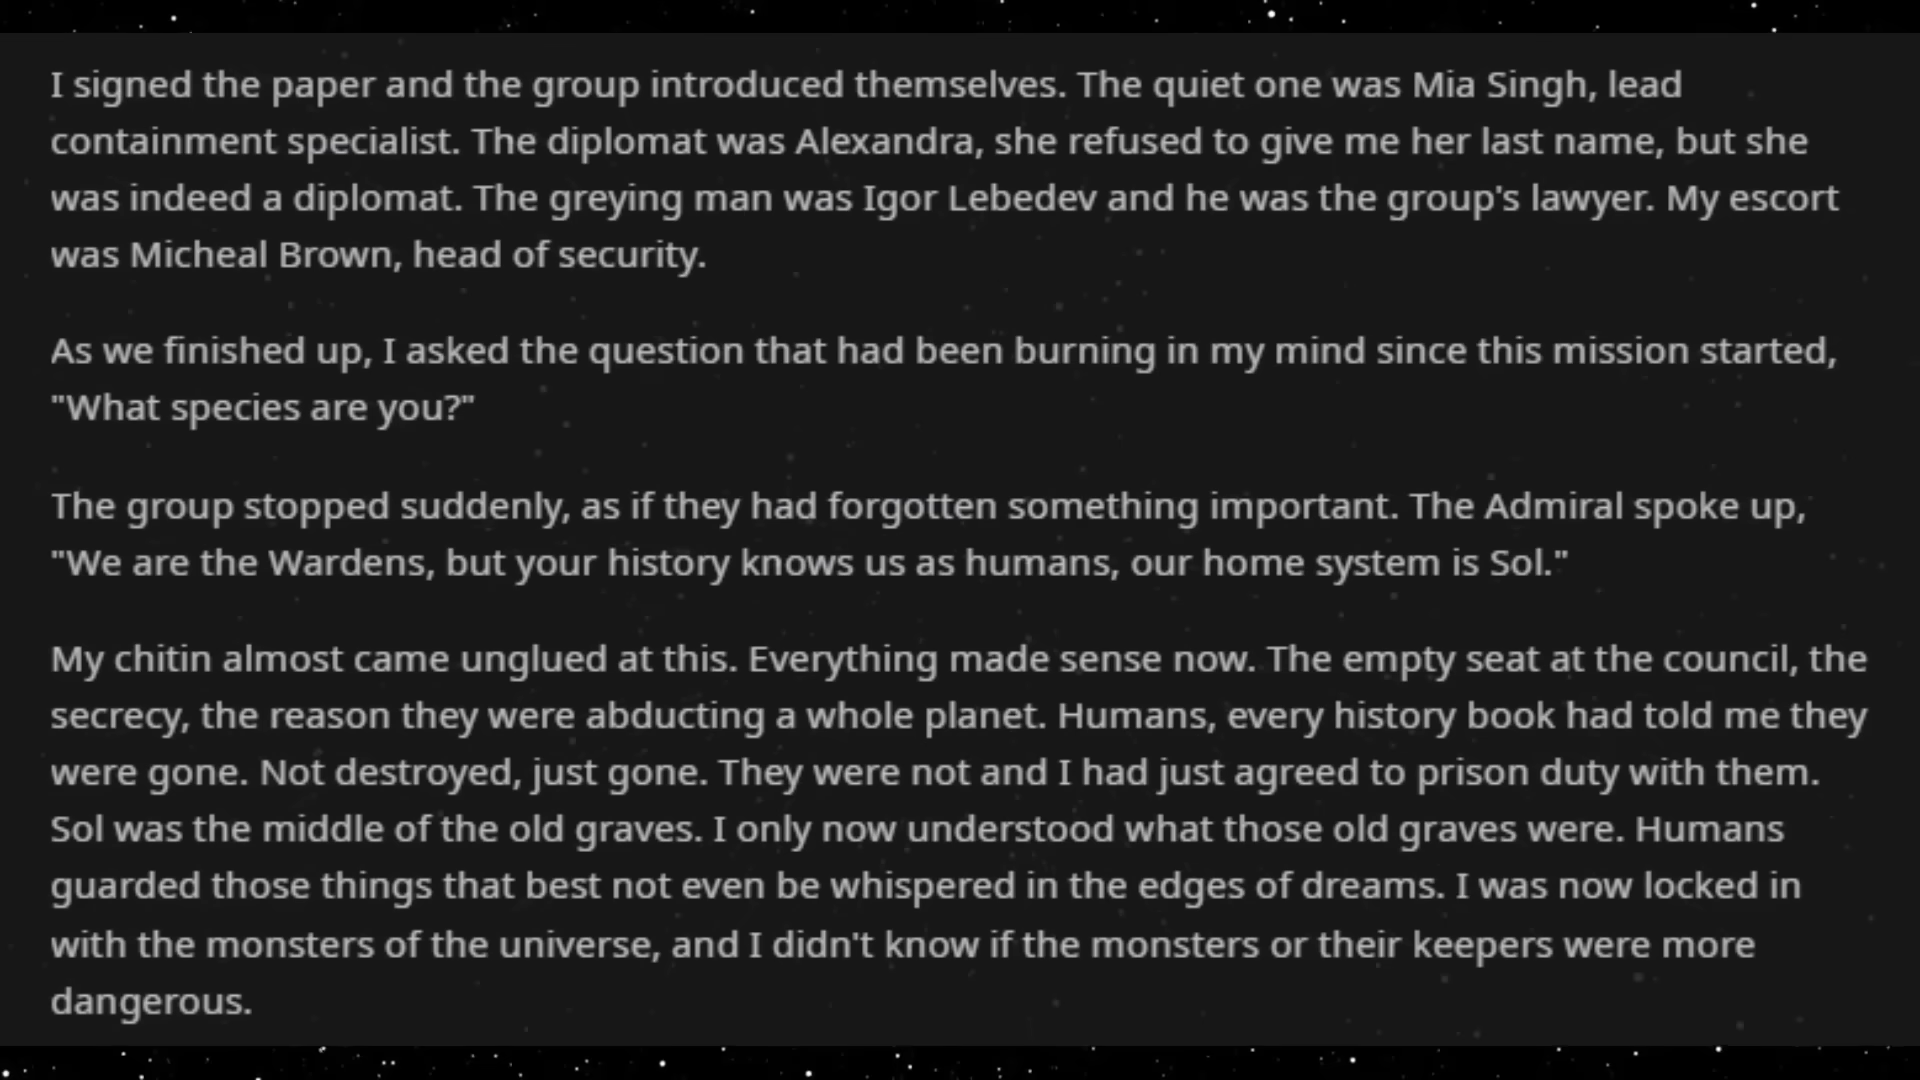 I signed the paper and the group introduced themselves. The quiet one was Mia Singh, lead
containment specialist. The diplomat was Alexandra, she refused to give me her last name, but she
was indeed a diplomat. The greying man was Igor Lebedev and he was the group's lawyer. My escort
was Micheal Brown, head of security.
As we finished up, I asked the question that had been burning in my mind since this mission started,
"What species are you?"
The group stopped suddenly, as if they had forgotten something important. The Admiral spoke up,
"We are the Wardens, but your history knows us as humans, our home system is Sol."
My chitin almost came unglued at this. Everything made sense now. The empty seat at the council, the
secrecy, the reason they were abducting a whole planet. Humans, every history book had told me they
were gone. Not destroyed, just gone. They were not and I had just agreed to prison duty with them.
Sol was the middle of the old graves. I only now understood what those old graves were. Humans
guarded those things that best not even be whispered in the edges of dreams. I was now locked in
with the monsters of the universe, and I didn't know if the monsters or their keepers were more
dangerous.